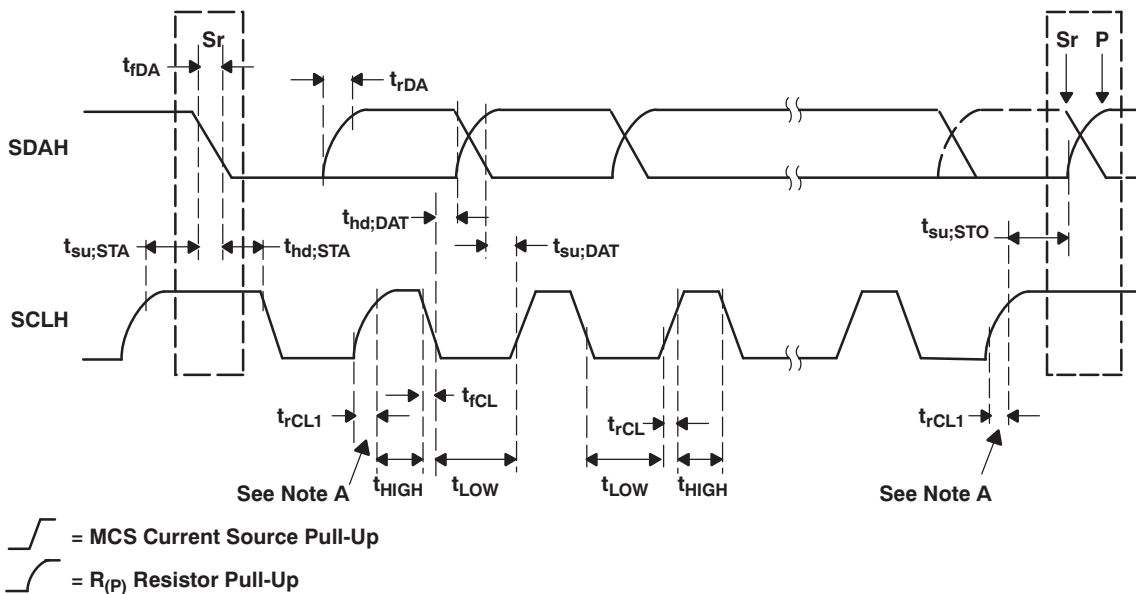 Sr
Sr P
tfDA
trDA
SDAH
thd;DAT
tsu;STA
thd;STA
tsu;DAT
tsu;STO
SCLH
tfCL
trCL1
trCL
trCL1
See Note A
tHIGH
tLOW
tLOW
tHIGH
See Note A
= MCS Current Source Pull-Up
= R(P) Resistor Pull-Up